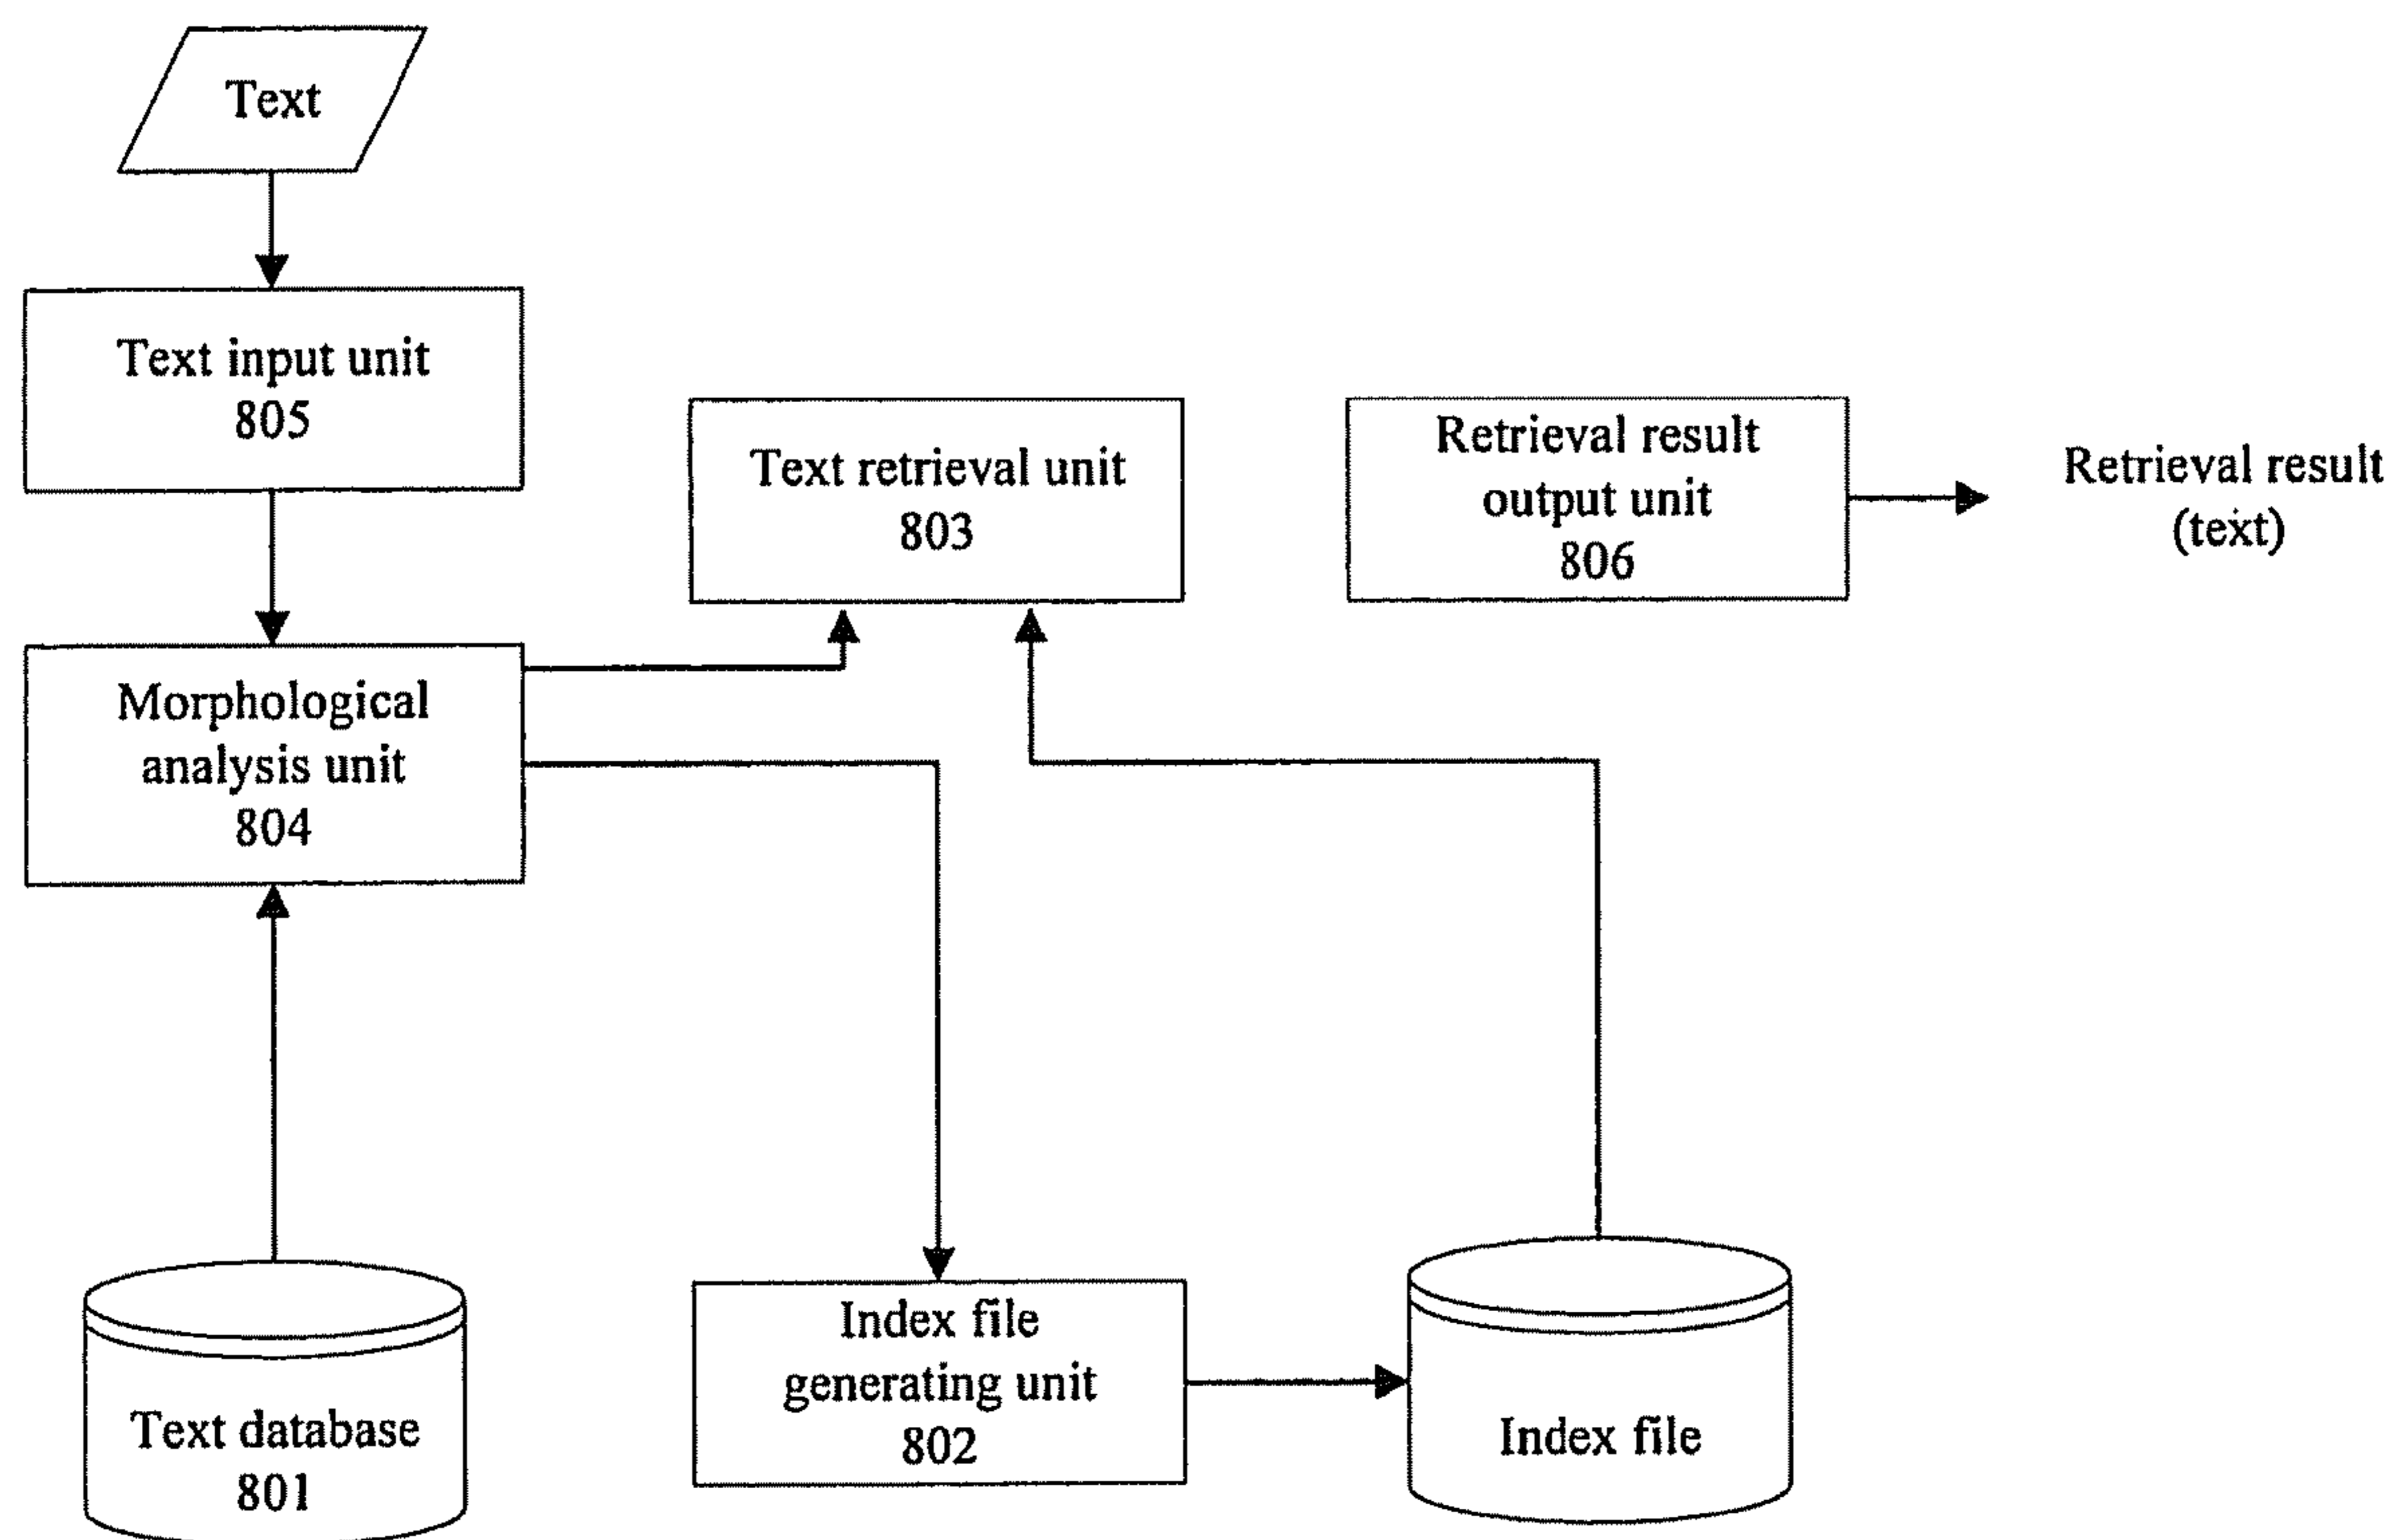 Text
Text input unit
805
Text retrieval unit
803
Retrieval result
output unit
806
Retrieval result
(text)
Morphological
analysis unit
804
Text database
801
Index file
generating unit
802
Index file